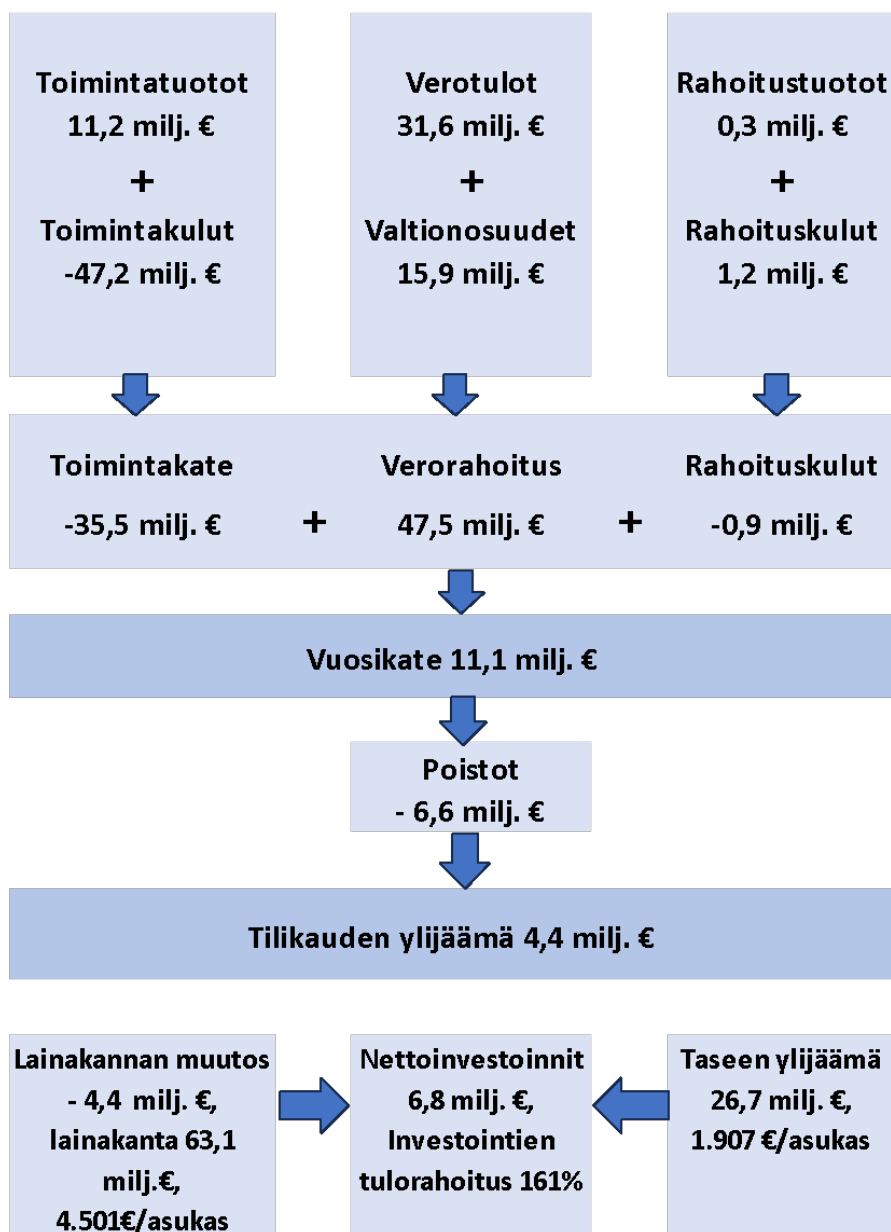 Toimintatuotot
11,2 milj. €
+
Toimintakulut
-47,2 milj. €
Verotulot
31,6 milj. €
+
Valtionosuudet
15,9 milj. €
Rahoitustuotot
0,3 milj. €
+
Rahoituskulut
1,2 milj. €
Toimintakate
-35,5 milj. €
+
Verorahoitus
47,5 milj. €
+
Rahoituskulut
-0,9 milj. €
Vuosikate 11,1 milj. €
Poistot
- 6,6 milj. €
Tilikauden ylijäämä 4,4 milj. €
Lainakannan muutos
- 4,4 milj. €,
lainakanta 63,1
milj.€,
4.501€/asukas
Nettoinvestoinnit
6,8 milj. €,
Investointien
tulorahoitus 161%
Taseen ylijäämä
26,7 milj. €,
1.907 €/asukas